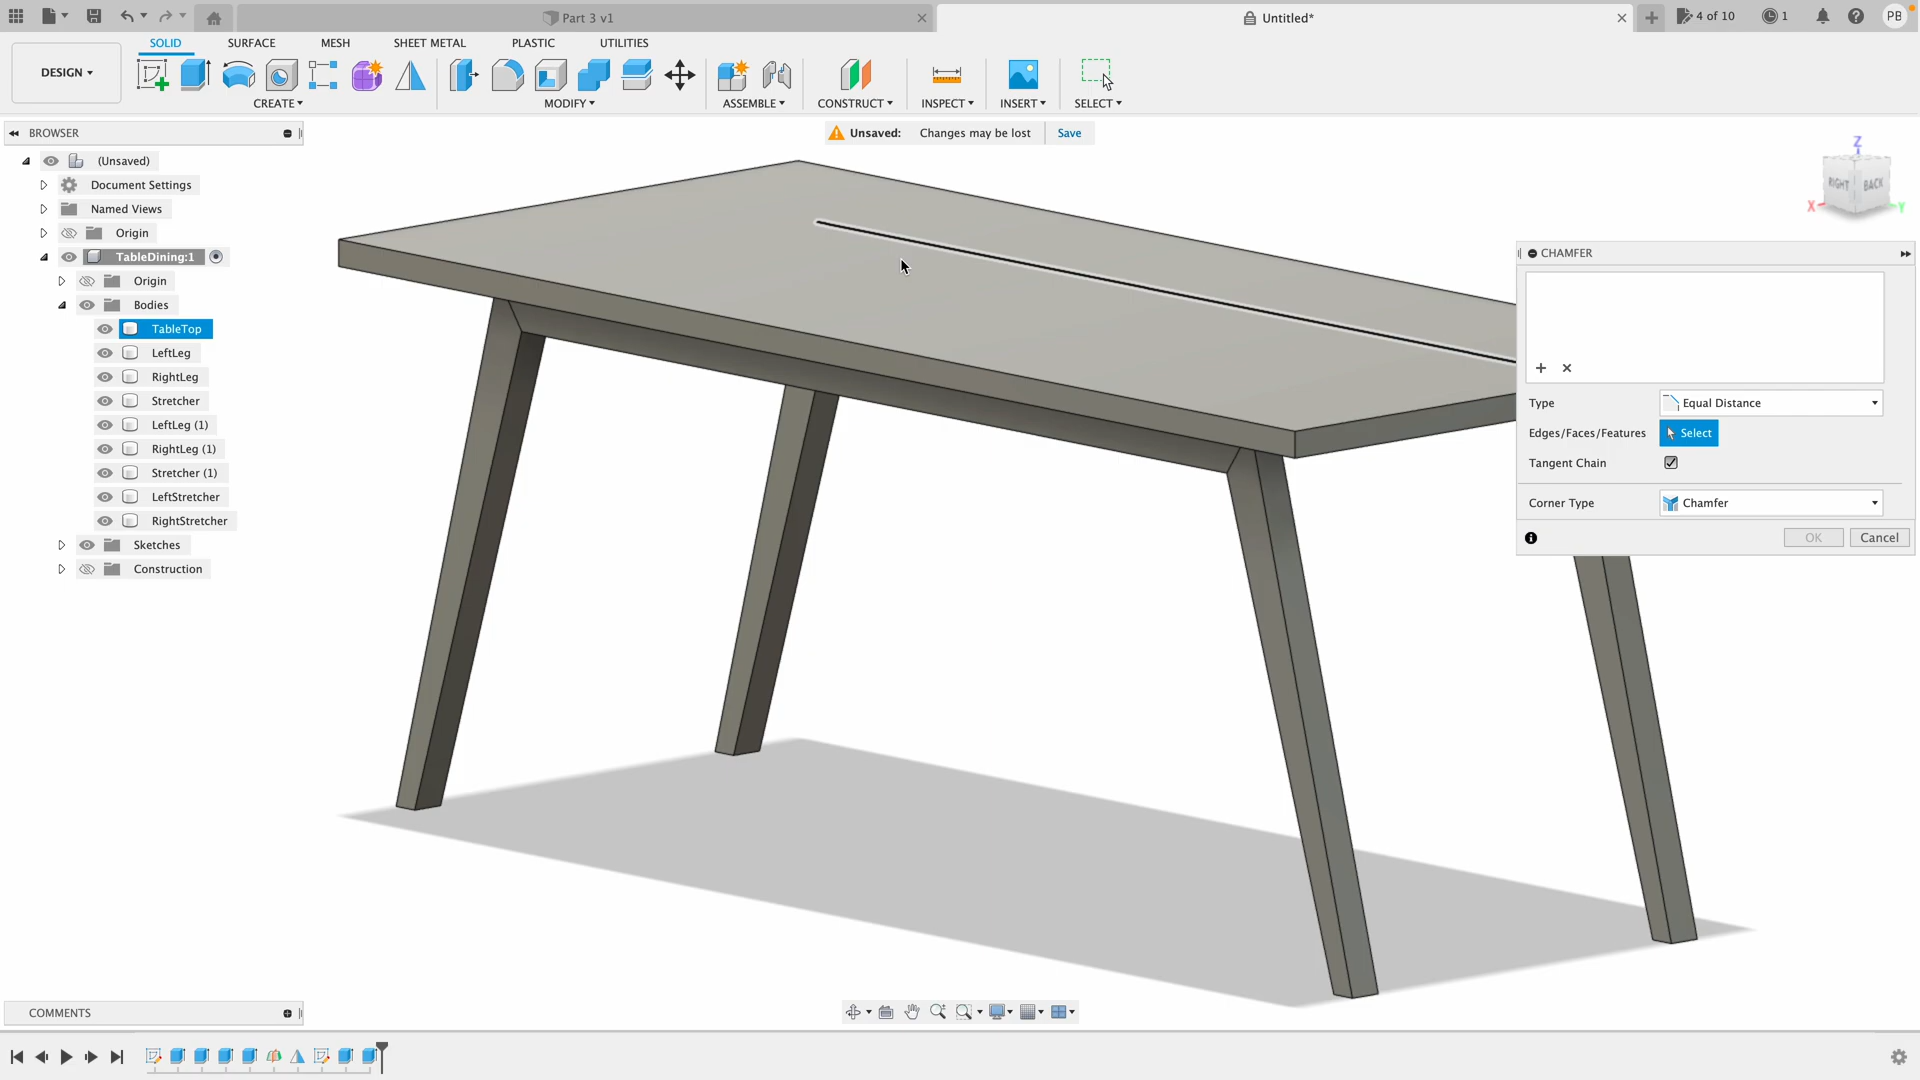 Part 3 v1
Untitled*
4 of 10
1
PB
DESIGN
SOLID
SURFACE
MESH
SHEET METAL
PLASTIC
UTILITIES
CREATE
MODIFY
ASSEMBLE
CONSTRUCT
INSPECT
INSERT
SELECT
BROWSER
Unsaved: Changes may be lost Save
(Unsaved)
Document Settings
Named Views
Origin
TableDining:1
Origin
Bodies
TableTop
LeftLeg
RightLeg
Stretcher
LeftLeg (1)
RightLeg (1)
Stretcher (1)
LeftStretcher
RightStretcher
Sketches
Construction
Z
RIGHT
BACK
X
Y
CHAMFER
Type Equal Distance
Edges/Faces/Features Select
Tangent Chain
Corner Type Chamfer
OK Cancel
COMMENTS